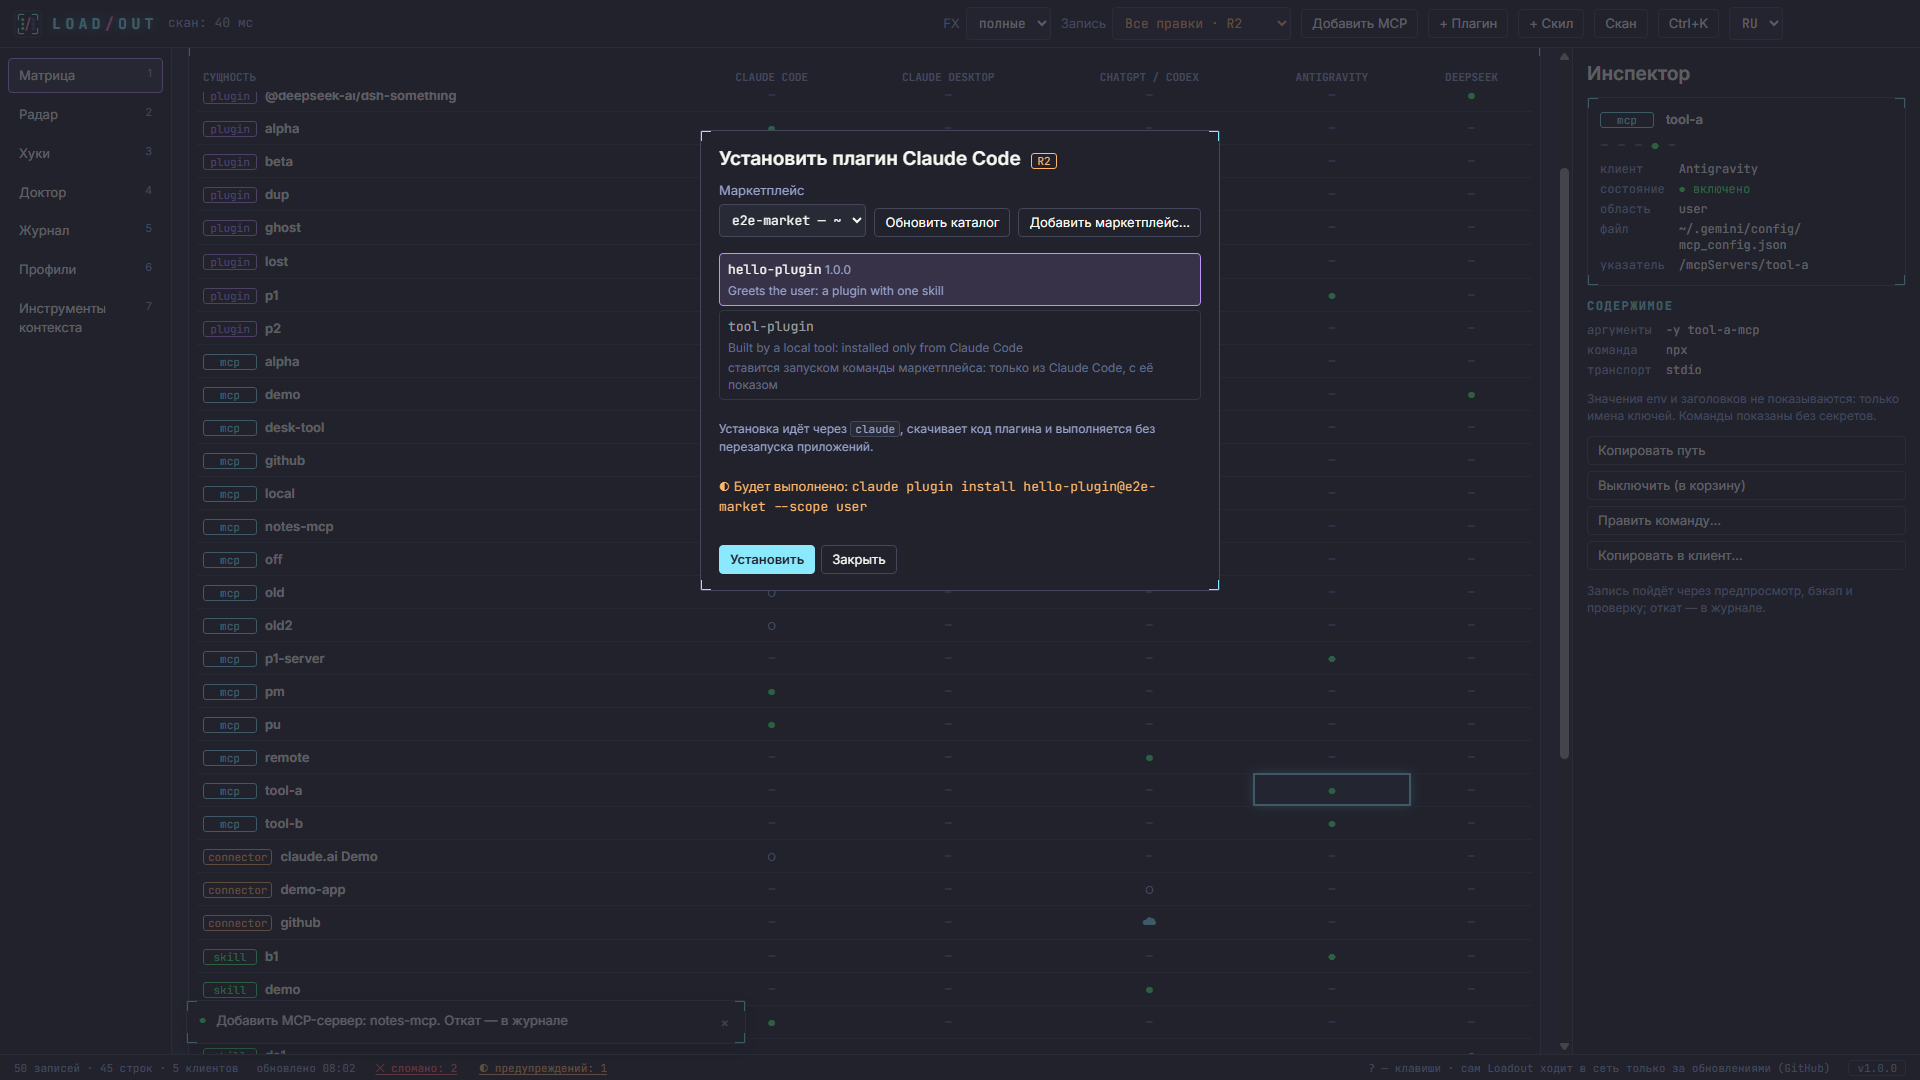 LOAD/OUT скан: 40 мс
FX полные Запись Все правки · R2 Добавить MCP + Плагин + Скил Скан Ctrl+K RU
Матрица 1
Радар 2
Хуки 3
Доктор 4
Журнал 5
Профили 6
Инструменты контекста 7
СУЩНОСТЬ CLAUDE CODE CLAUDE DESKTOP CHATGPT / CODEX ANTIGRAVITY DEEPSEEK
plugin @deepseek-ai/dsh-something
plugin alpha
plugin beta
plugin dup
plugin ghost
plugin lost
plugin p1
plugin p2
mcp alpha
mcp demo
mcp desk-tool
mcp github
mcp local
mcp notes-mcp
mcp off
mcp old
mcp old2
mcp p1-server
mcp pm
mcp pu
mcp remote
mcp tool-a
mcp tool-b
connector claude.ai Demo
connector demo-app
connector github
skill b1
skill demo
Добавить MCP-сервер: notes-mcp. Откат — в журнале ×
Установить плагин Claude Code R2
Маркетплейс
e2e-market — ~ Обновить каталог Добавить маркетплейс...
hello-plugin 1.0.0
Greets the user: a plugin with one skill
tool-plugin
Built by a local tool: installed only from Claude Code
ставится запуском команды маркетплейса: только из Claude Code, с её
показом
Установка идёт через claude, скачивает код плагина и выполняется без
перезапуска приложений.
Будет выполнено: claude plugin install hello-plugin@e2e-
market --scope user
Установить Закрыть
Инспектор
mcp tool-a
клиент Antigravity
состояние включено
область user
файл ~/.gemini/config/
mcp_config.json
указатель /mcpServers/tool-a
СОДЕРЖИМОЕ
аргументы -y tool-a-mcp
команда npx
транспорт stdio
Значения env и заголовков не показываются: только
имена ключей. Команды показаны без секретов.
Копировать путь
Выключить (в корзину)
Править команду...
Копировать в клиент...
Запись пойдёт через предпросмотр, бэкап и
проверку; откат — в журнале.
50 записей · 45 строк · 5 клиентов обновлено 08:02 сломано: 2 предупреждений: 1
? — клавиши · сам Loadout ходит в сеть только за обновлениями (GitHub) v1.0.0